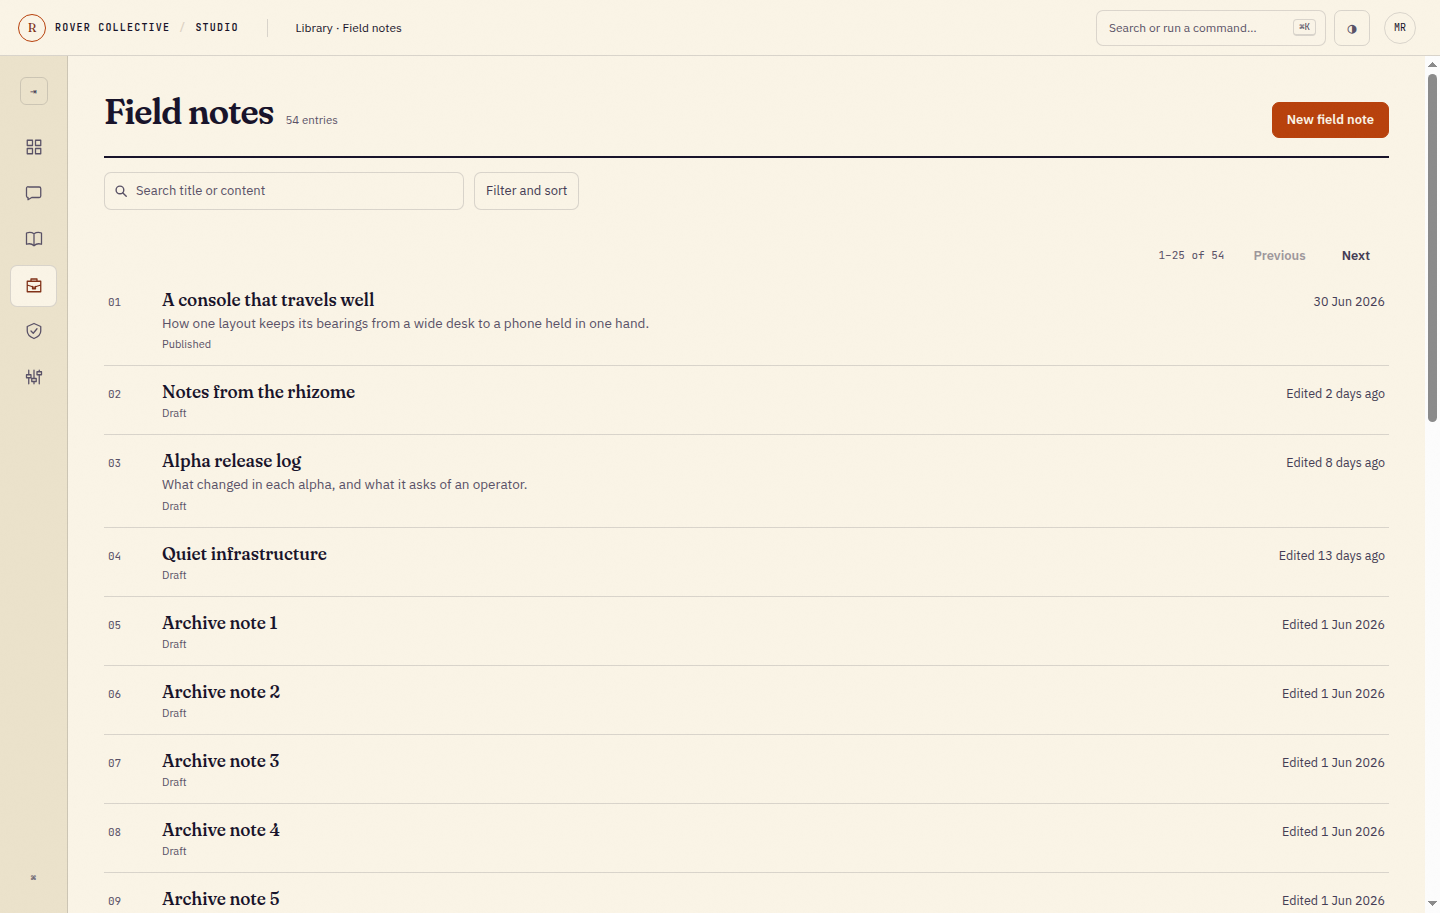 R ROVER COLLECTIVE / STUDIO
Library · Field notes
Search or run a command... ⌘K
MR
Field notes 54 entries
New field note
Search title or content
Filter and sort
1–25 of 54 Previous Next
01 A console that travels well 30 Jun 2026
How one layout keeps its bearings from a wide desk to a phone held in one hand.
Published
02 Notes from the rhizome Edited 2 days ago
Draft
03 Alpha release log Edited 8 days ago
What changed in each alpha, and what it asks of an operator.
Draft
04 Quiet infrastructure Edited 13 days ago
Draft
05 Archive note 1 Edited 1 Jun 2026
Draft
06 Archive note 2 Edited 1 Jun 2026
Draft
07 Archive note 3 Edited 1 Jun 2026
Draft
08 Archive note 4 Edited 1 Jun 2026
Draft
09 Archive note 5 Edited 1 Jun 2026
⌘